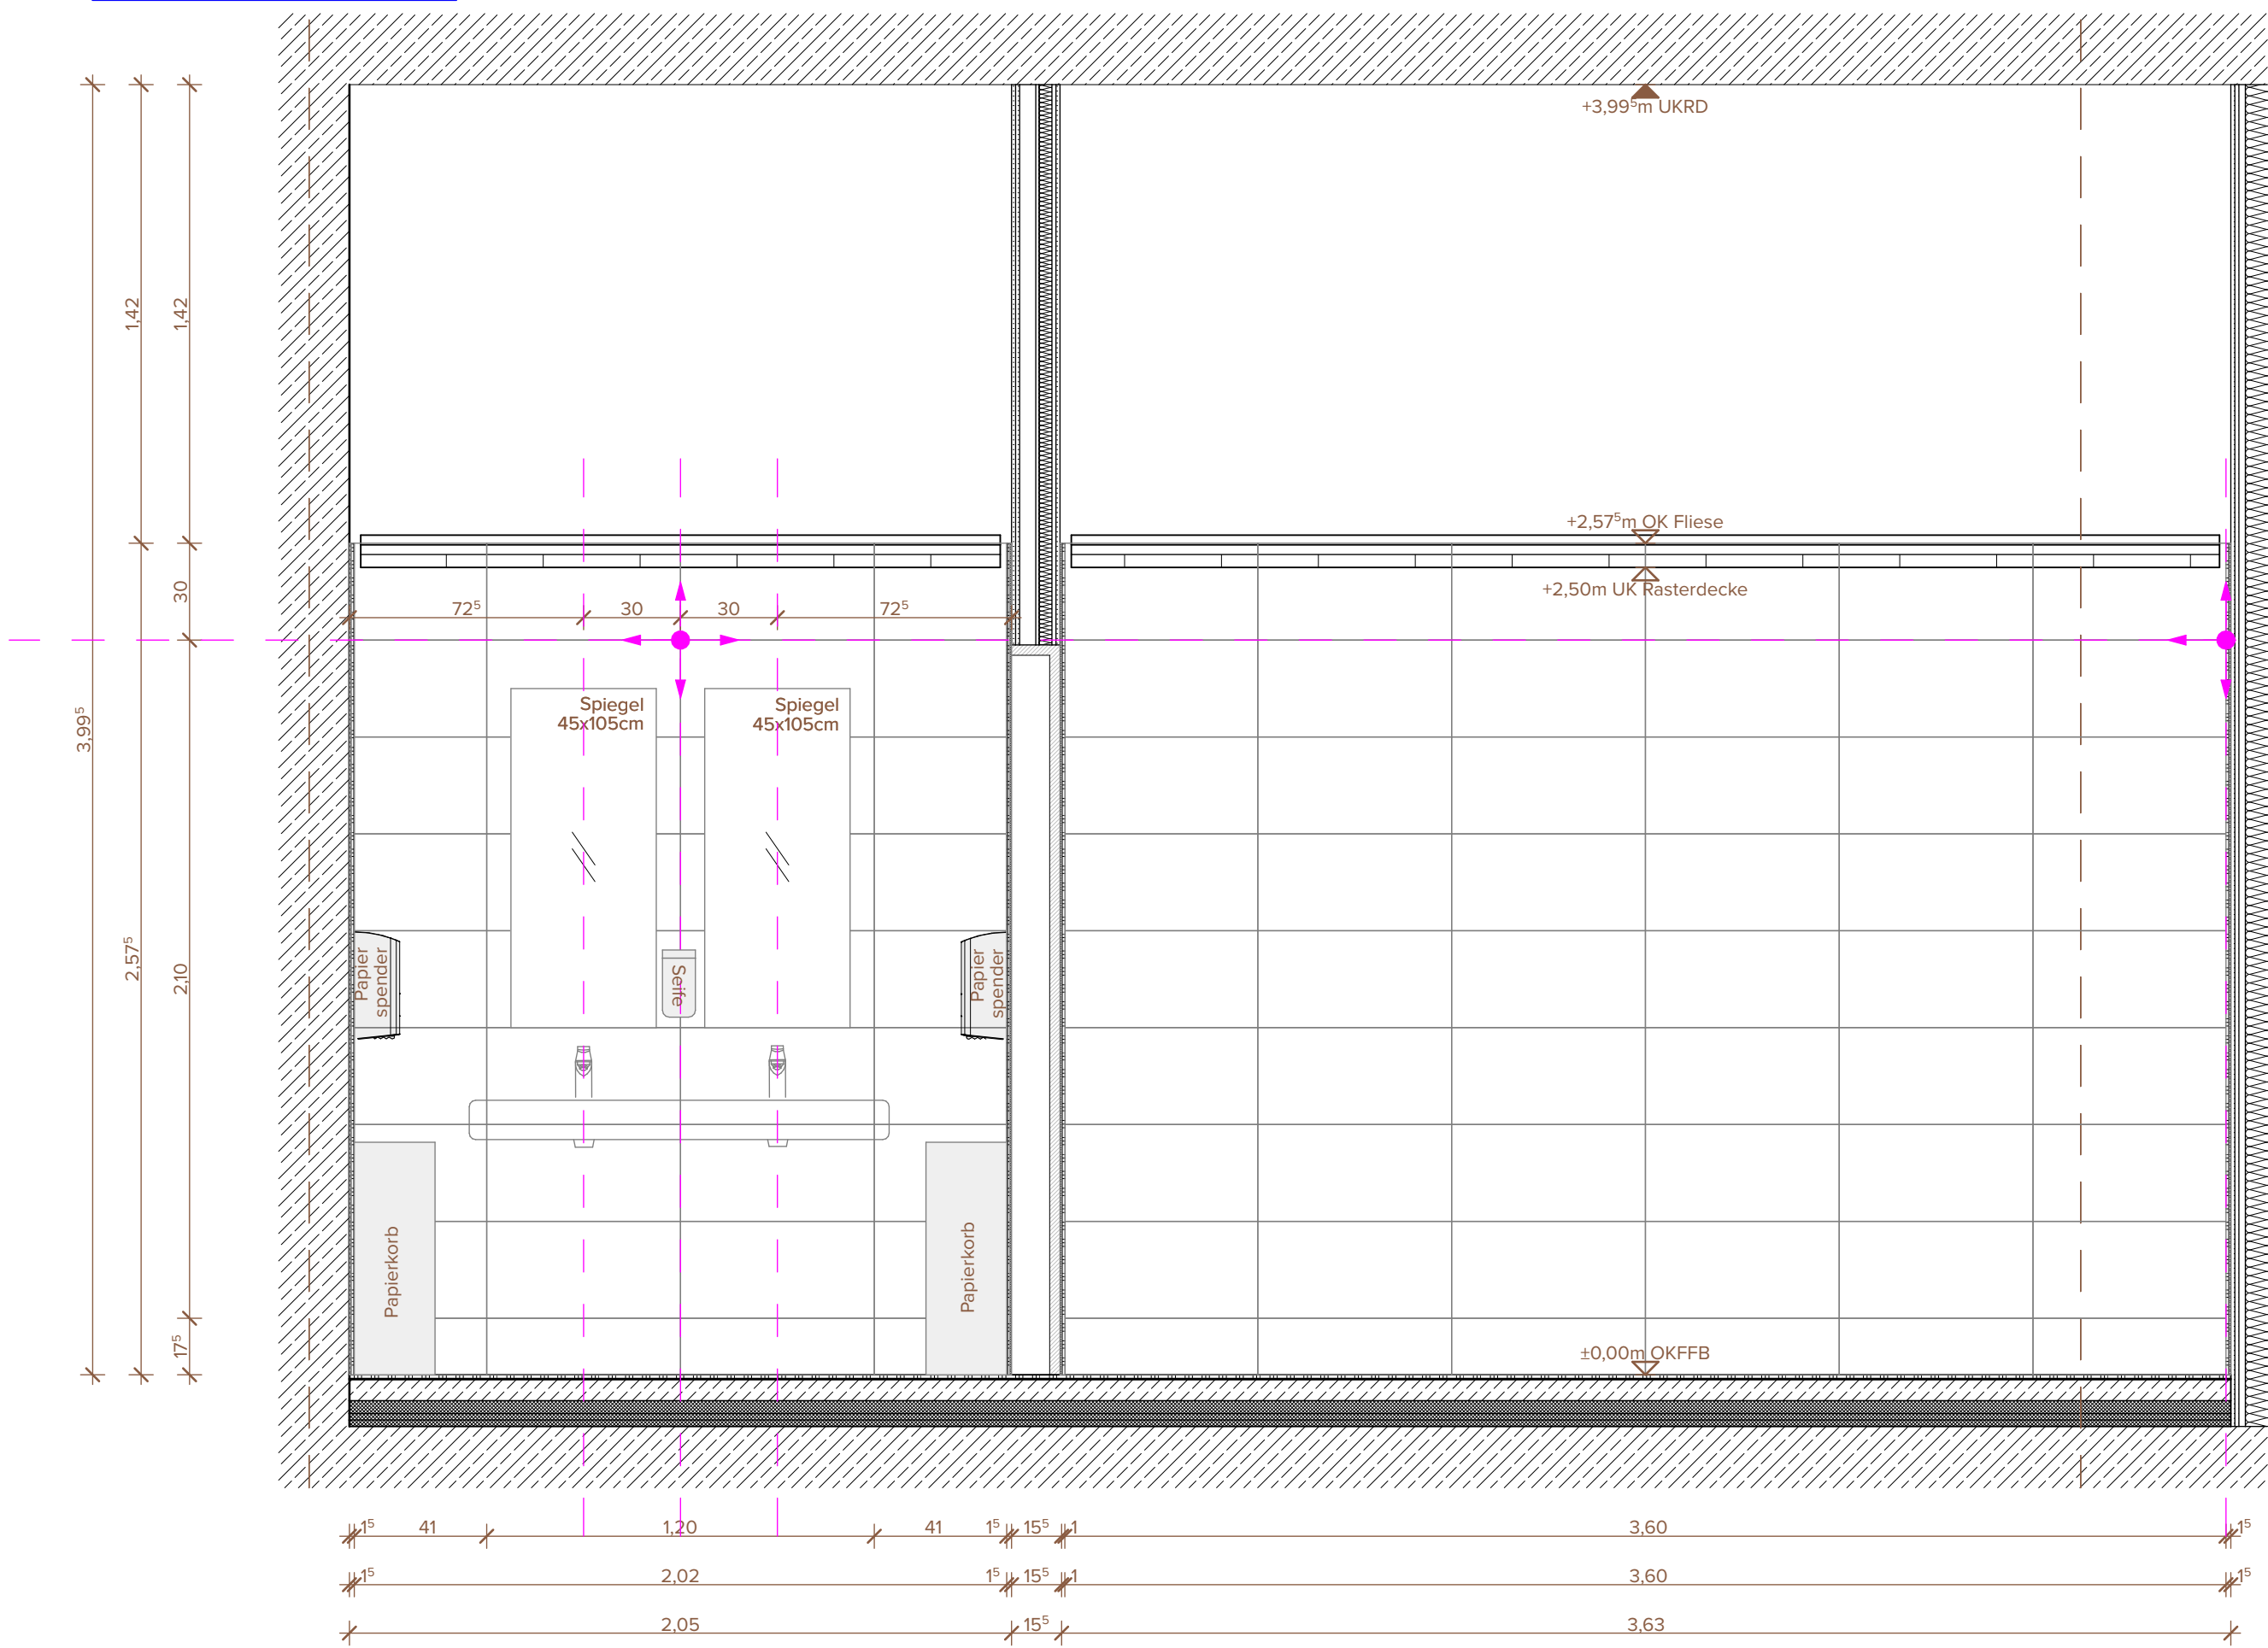 +3,99⁵m UKRD
1,42
1,42
+2,57⁵m OK Fliese
+2,50m UK Rasterdecke
30
72⁵
30
30
72⁵
3,99⁵
Spiegel
45x105cm
Spiegel
45x105cm
2,57⁵
2,10
Papier
spender
Seife
Papier
spender
Papierkorb
Papierkorb
17⁵
±0,00m OKFFB
1⁵
41
1,20
41
1⁵
15⁵
1
3,60
1⁵
1⁵
2,02
1⁵
15⁵
1
3,60
1⁵
2,05
15⁵
3,63